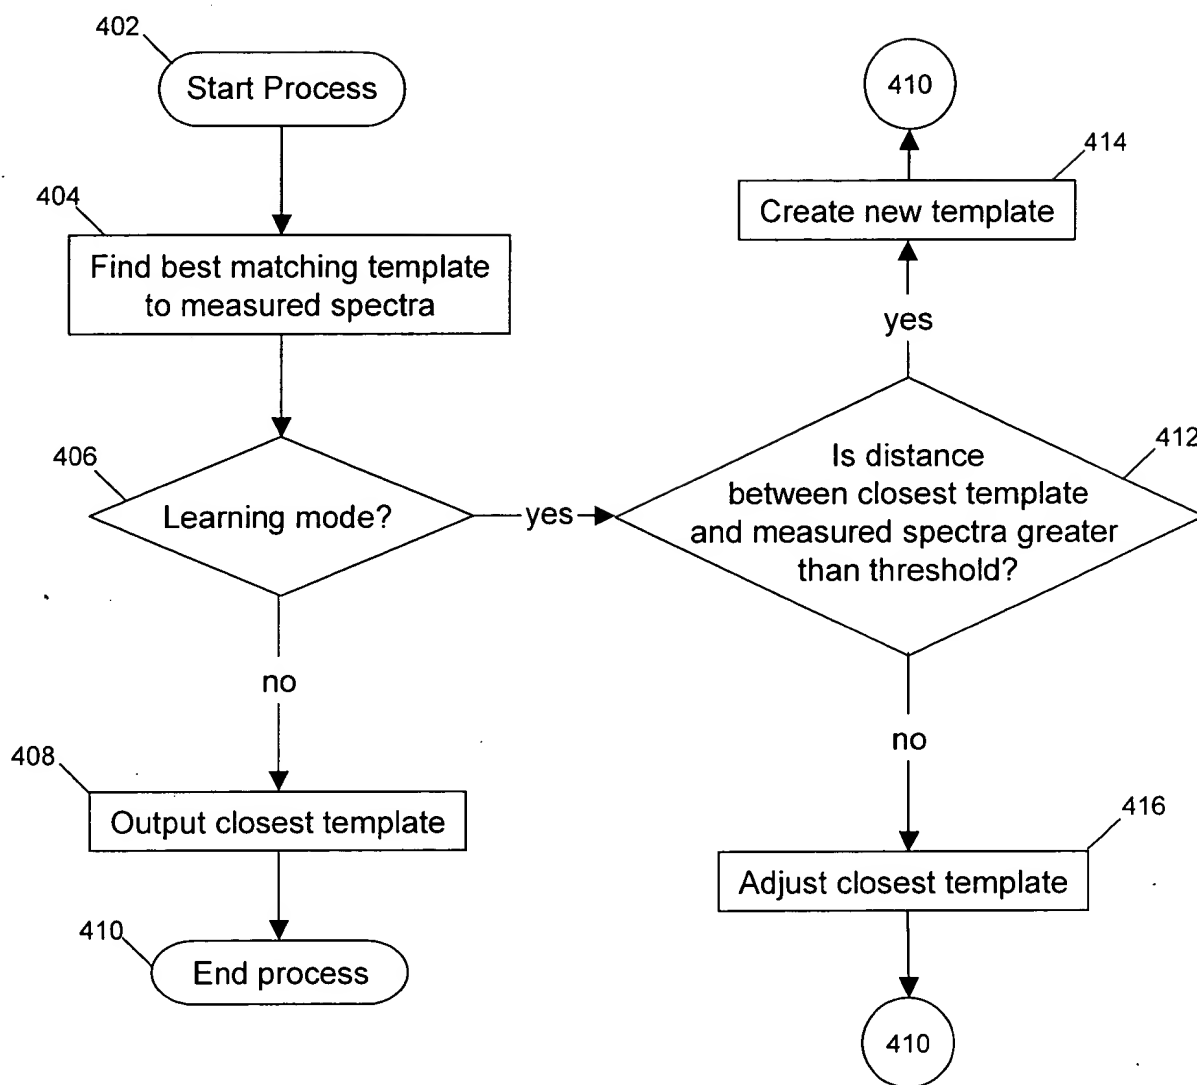 402
Start Process
404
Find best matching template
to measured spectra
406
Learning mode?
yes
no
408
Output closest template
410
End process
410
414
Create new template
yes
412
Is distance
between closest template
and measured spectra greater
than threshold?
no
416
Adjust closest template
410